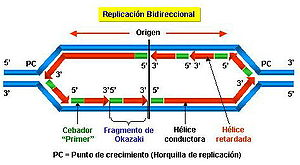 Replicación Bidireccional
Origen
5' PC 3' 5' 3' 5' 5' PC 3'
3' 5' 3' 5' 3' 5' 3' 5'
Cebador "Primer"
Fragmento de Okazaki
Hélice conductora
Hélice retardada
PC = Punto de crecimiento (Horquilla de replicación)